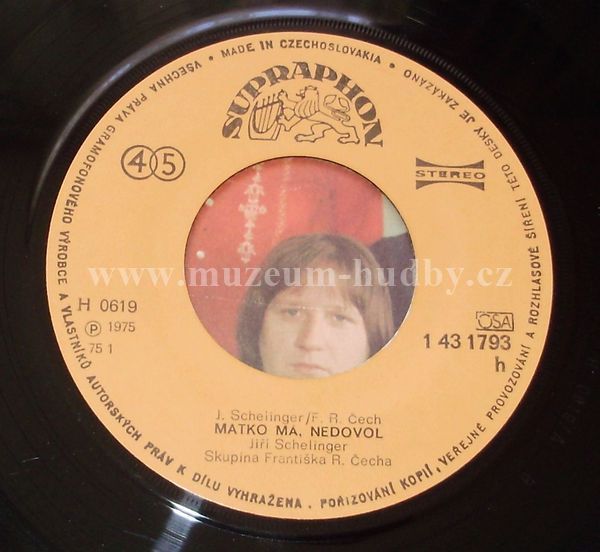 MADE IN CZECHOSLOVAKIA • VŠECHNA PRÁVA GRAMOFONOVÉHO VÝROBCE A VLASTNÍKŮ AUTORSKÝCH PRÁV K DÍLU VYHRAŽENA. POŘIZOVÁNÍ KOPIÍ, VEŘEJNÉ PROVOZOVÁNÍ A ROZHLASOVÉ ŠÍŘENÍ TÉTO DESKY JE ZAKÁZÁNO •
SUPRAPHON
45
STEREO
www.muzeum-hudby.cz
H 0619
Ⓟ 1975
75 1
OSA
1 43 1793
h
J. Schelinger/F. R. Čech
MATKO MÁ, NEDOVOL
Jiří Schelinger
Skupina Františka R. Čecha